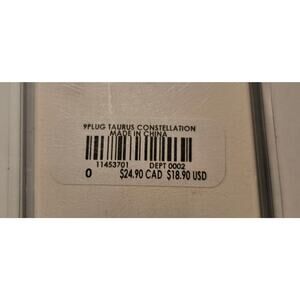 9PLUG TAURUS CONSTELLATION
MADE IN CHINA
11453701 DEPT 0002
0 $24.90 CAD $18.90 USD